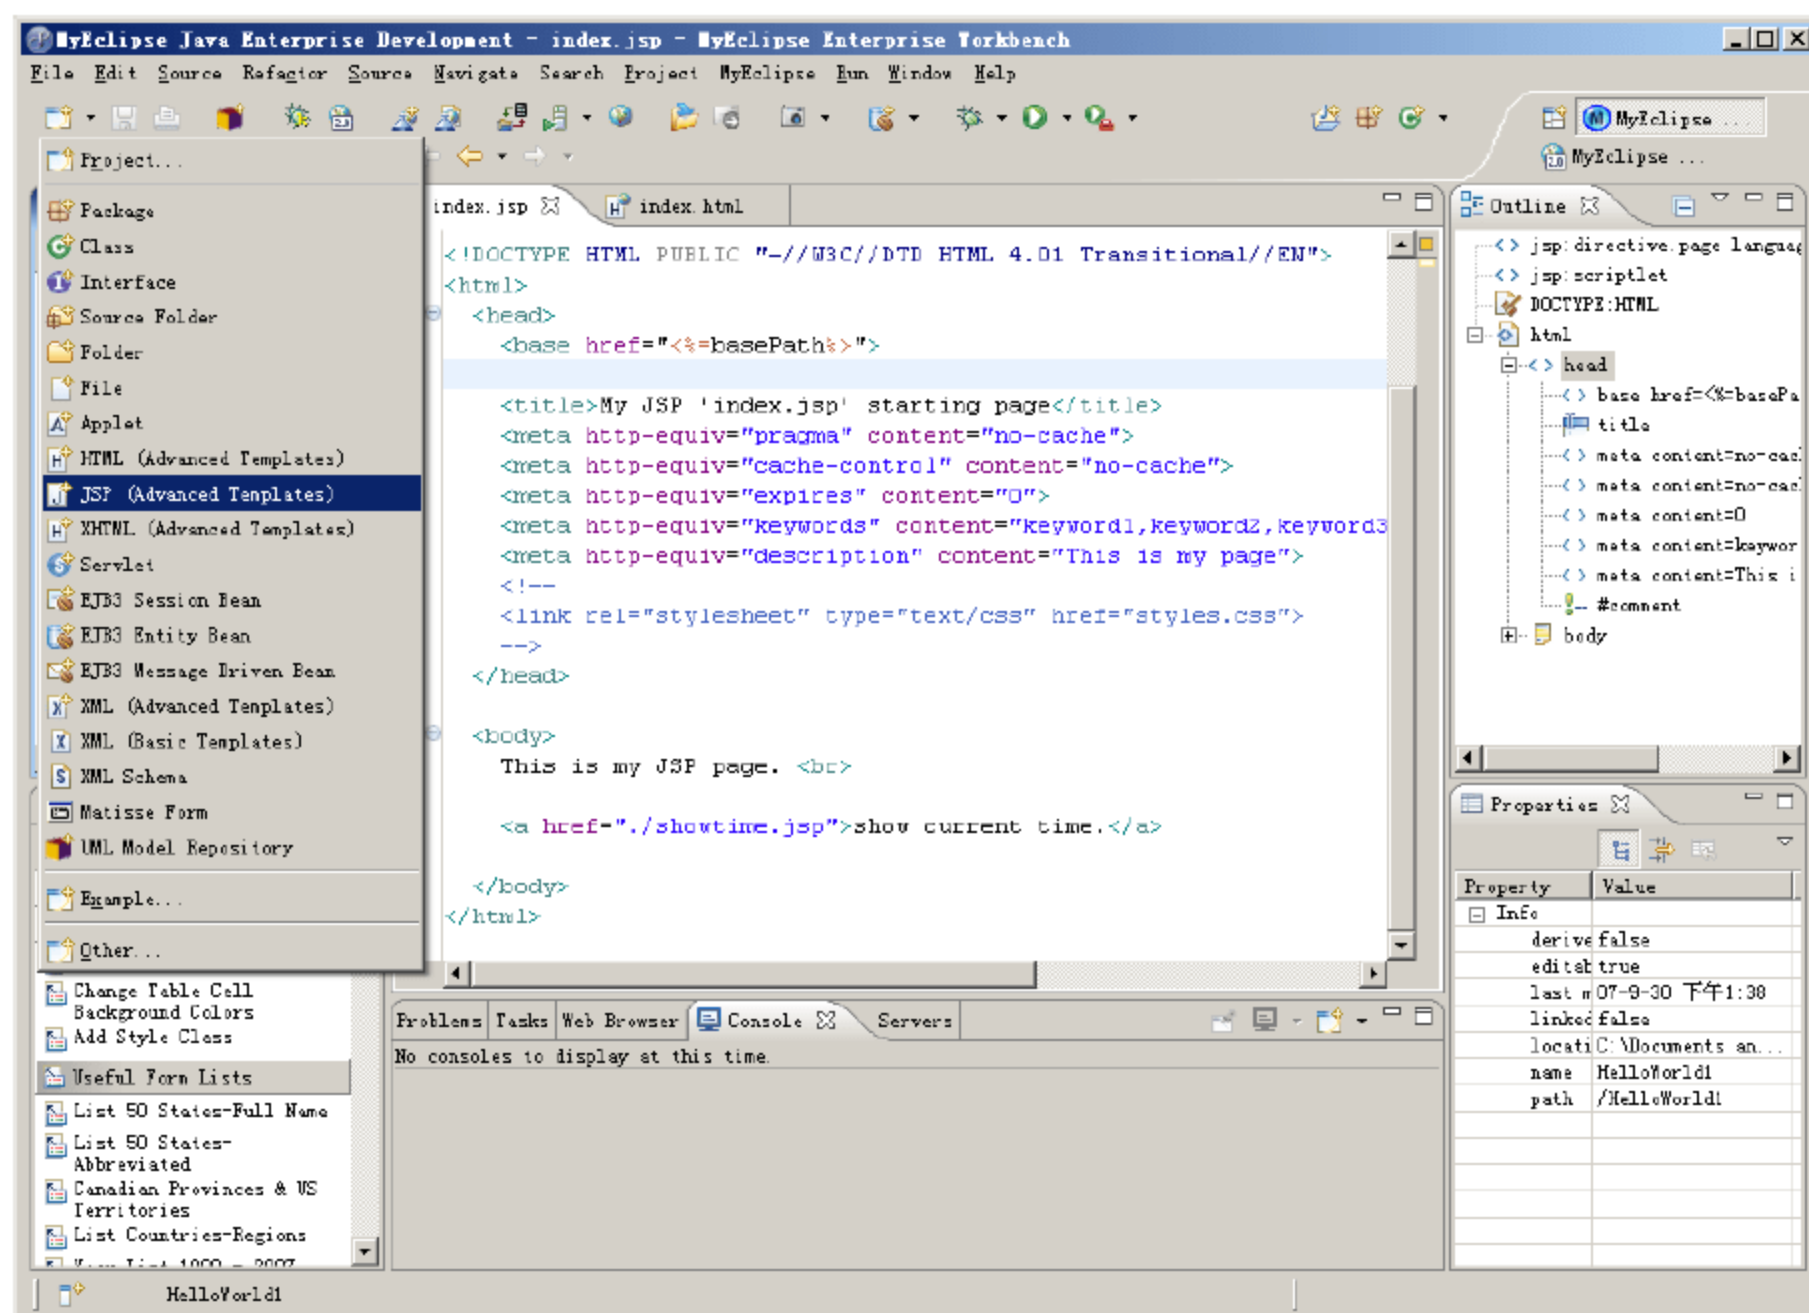 MyEclipse Java Enterprise Development - index.jsp - MyEclipse Enterprise Workbench
File Edit Source Refactor Source Navigate Search Project MyEclipse Run Window Help
MyEclipse ...
MyEclipse ...
Project...
Package
Class
Interface
Source Folder
Folder
File
Applet
HTML (Advanced Templates)
JSP (Advanced Templates)
XHTML (Advanced Templates)
Servlet
EJB3 Session Bean
EJB3 Entity Bean
EJB3 Message Driven Bean
XML (Advanced Templates)
XML (Basic Templates)
XML Schema
Matisse Form
UML Model Repository
Example...
Other...
Change Table Cell
Background Colors
Add Style Class
Useful Form Lists
List 50 States-Full Name
List 50 States-
Abbreviated
Canadian Provinces & US
Territories
List Countries-Regions
HelloWorld1
index.jsp index.html
<!DOCTYPE HTML PUBLIC "-//W3C//DTD HTML 4.01 Transitional//EN">
<html>
<head>
<base href="<%=basePath%>">
<title>My JSP 'index.jsp' starting page</title>
<meta http-equiv="pragma" content="no-cache">
<meta http-equiv="cache-control" content="no-cache">
<meta http-equiv="expires" content="0">
<meta http-equiv="keywords" content="keyword1,keyword2,keyword3
<meta http-equiv="description" content="This is my page">
<!--
<link rel="stylesheet" type="text/css" href="styles.css">
-->
</head>
<body>
This is my JSP page. <br>
<a href="./showtime.jsp">show current time.</a>
</body>
</html>
Problems Tasks Web Browser Console Servers
No consoles to display at this time.
Outline
jsp:directive.page languag
jsp:scriptlet
DOCTYPE:HTML
html
head
base href=<%=basePa
title
meta content=no-cac
meta content=no-cac
meta content=0
meta content=keywor
meta content=This i
#comment
body
Properties
Property Value
Info
derive false
editab true
last m 07-9-30 下午1:38
linked false
locati C:\Documents an...
name HelloWorld1
path /HelloWorld1